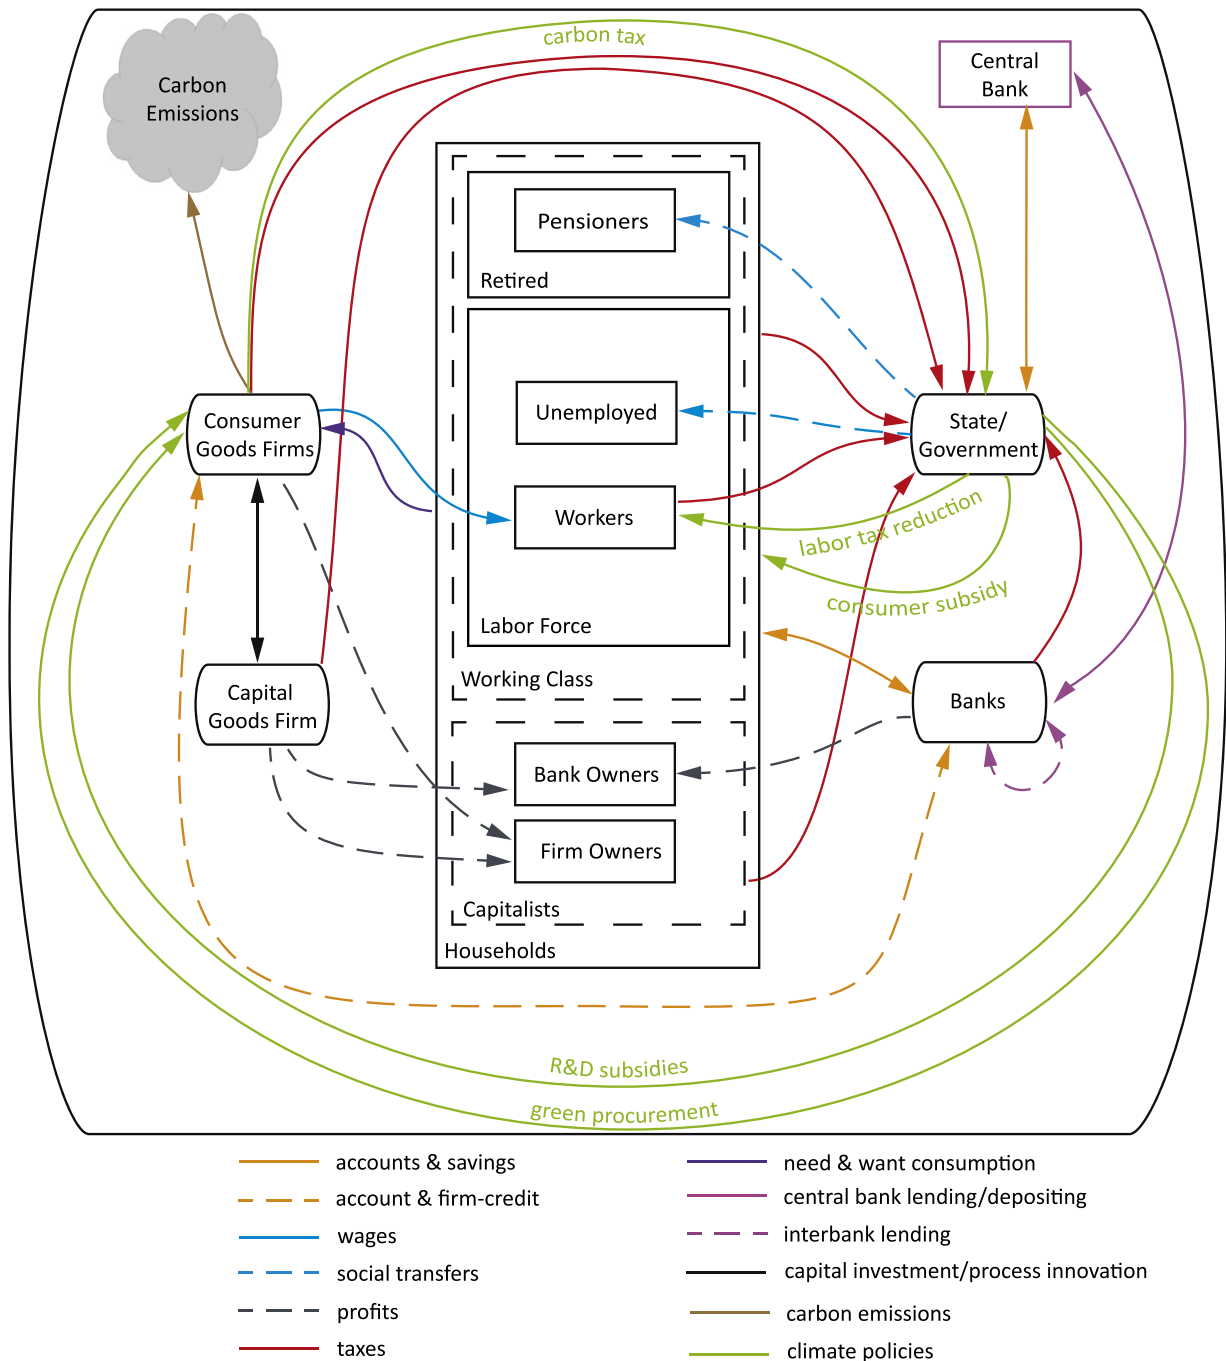 carbon tax
Carbon
Emissions
Central
Bank
Pensioners
Retired
Unemployed
Consumer
Goods Firms
State/
Government
Workers
labor tax reduction
consumer subsidy
Labor Force
Working Class
Capital
Goods Firm
Banks
Bank Owners
Firm Owners
Capitalists
Households
R&D subsidies
green procurement
accounts & savings
account & firm-credit
wages
social transfers
profits
taxes
need & want consumption
central bank lending/depositing
interbank lending
capital investment/process innovation
carbon emissions
climate policies